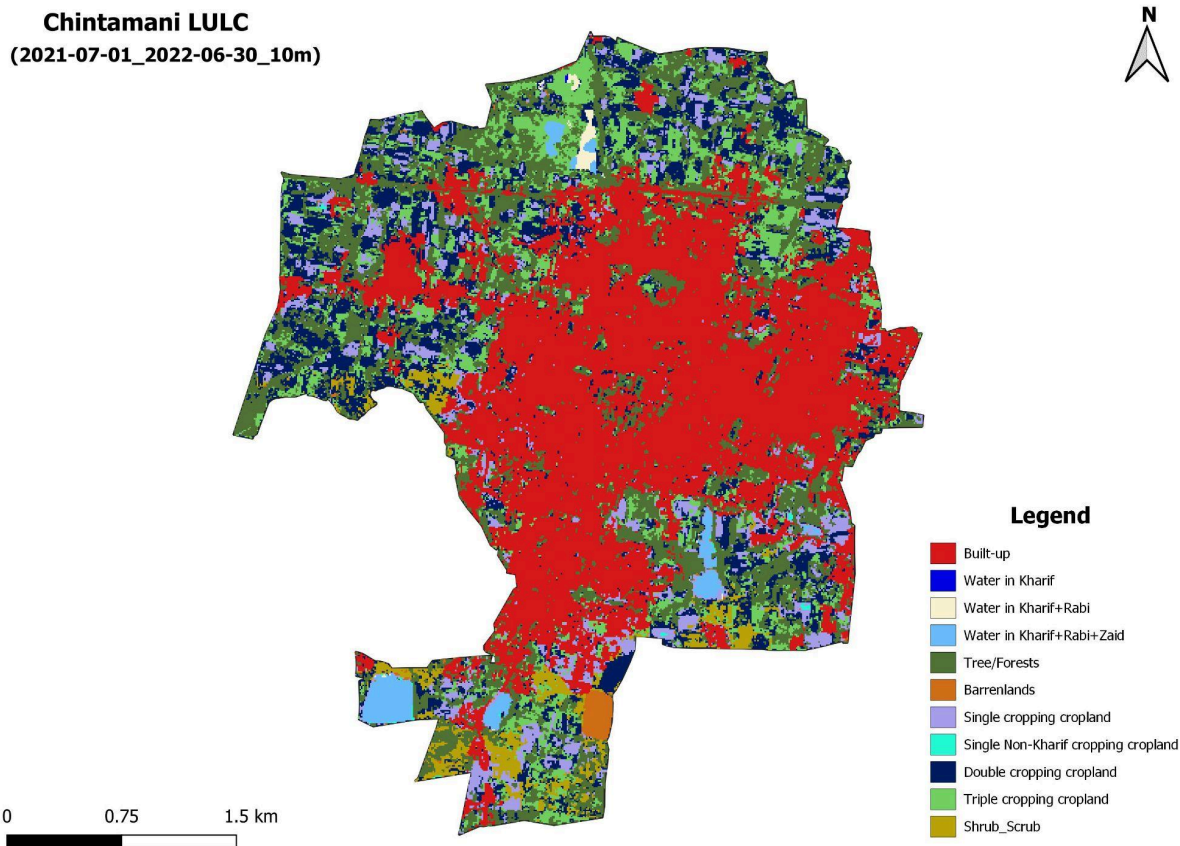 Chintamani LULC
(2021-07-01_2022-06-30_10m)
N
Legend
Built-up
Water in Kharif
Water in Kharif+Rabi
Water in Kharif+Rabi+Zaid
Tree/Forests
Barrenlands
Single cropping cropland
Single Non-Kharif cropping cropland
Double cropping cropland
Triple cropping cropland
Shrub_Scrub
0 0.75 1.5 km